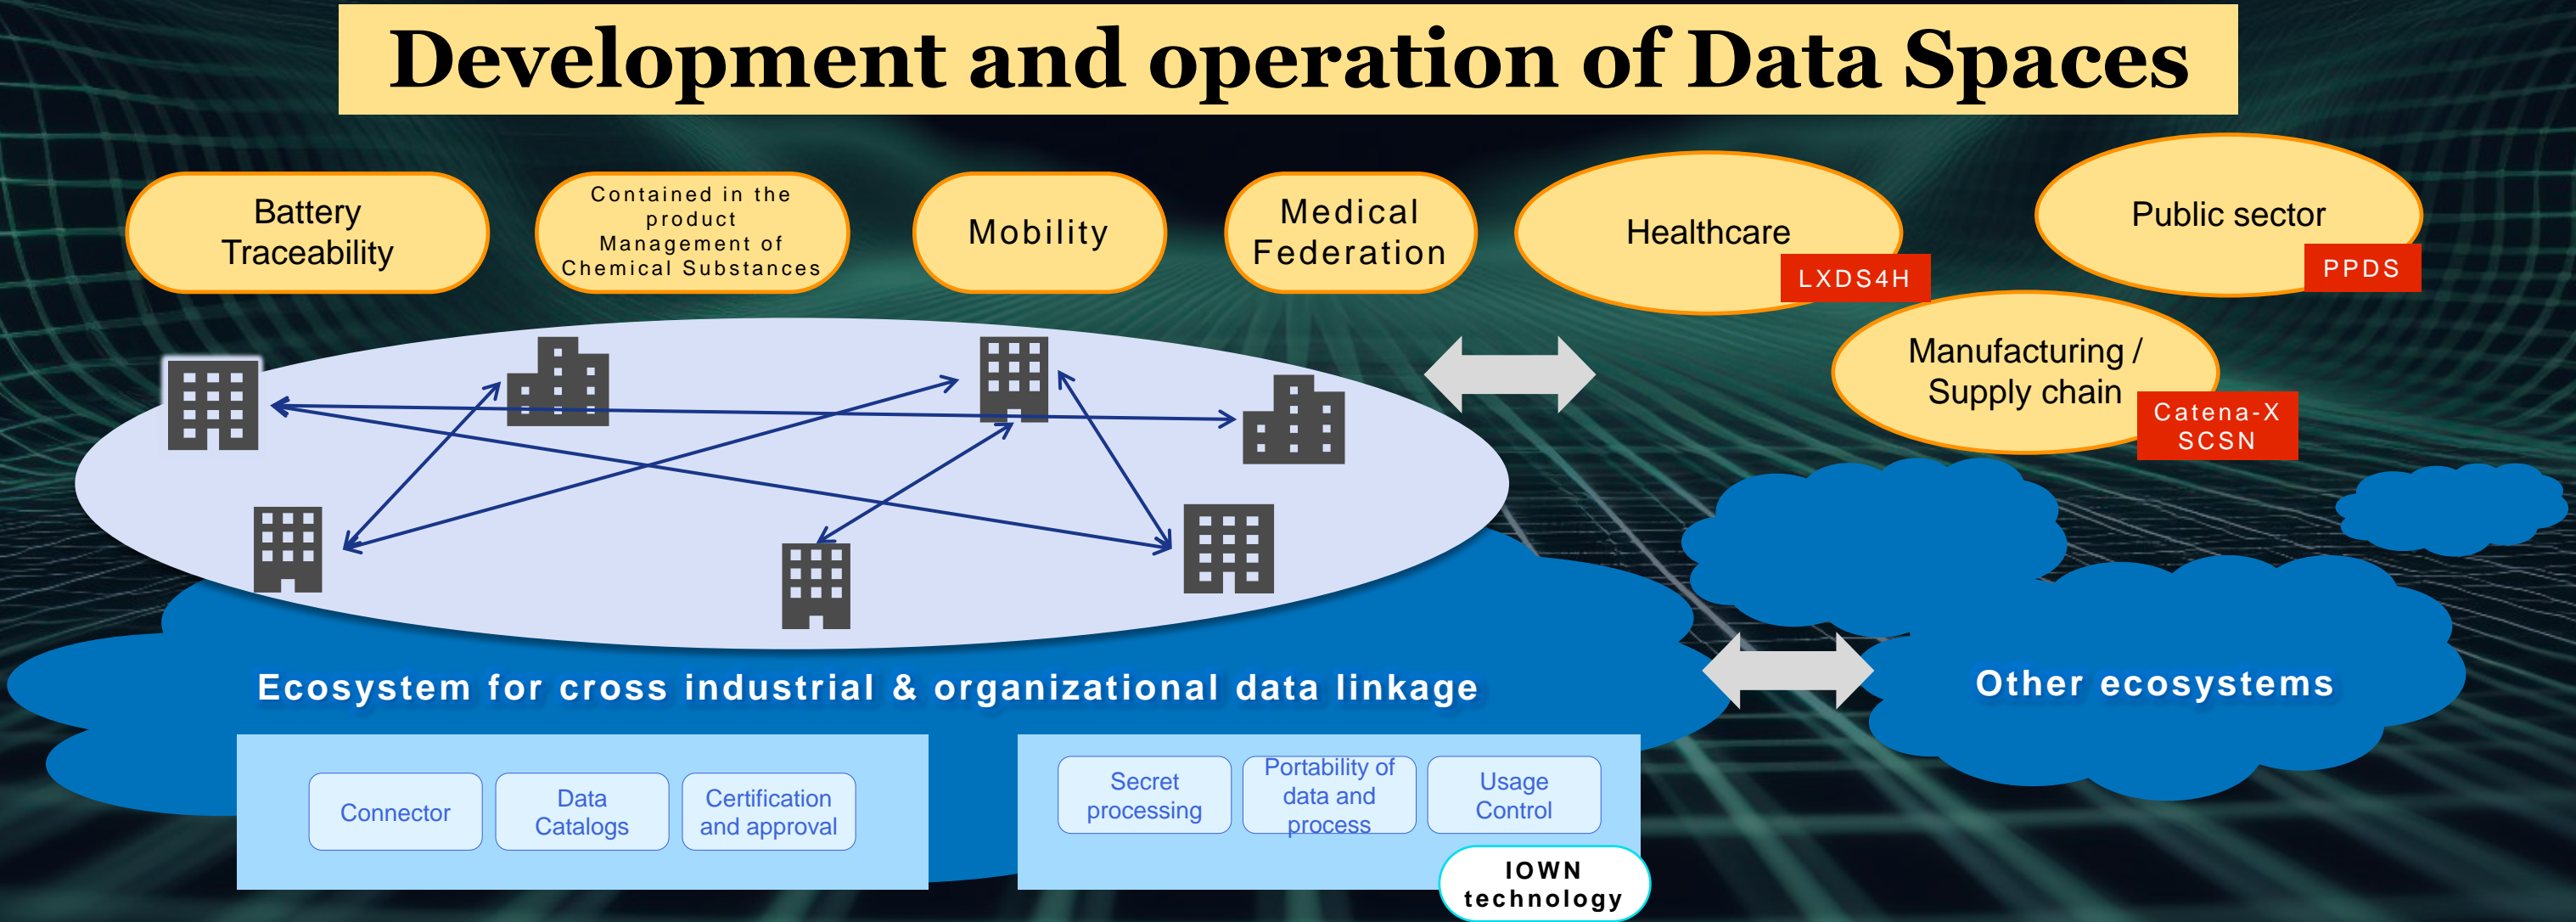 Development and operation of Data Spaces
Battery
Traceability
Contained in the
product
Management of
Chemical Substances
Mobility
Medical
Federation
Healthcare
LXDS4H
Public sector
PPDS
Manufacturing /
Supply chain
Catena-X
SCSN
Ecosystem for cross industrial & organizational data linkage
Other ecosystems
Connector
Data
Catalogs
Certification
and approval
Secret
processing
Portability of
data and
process
Usage
Control
IOWN
technology